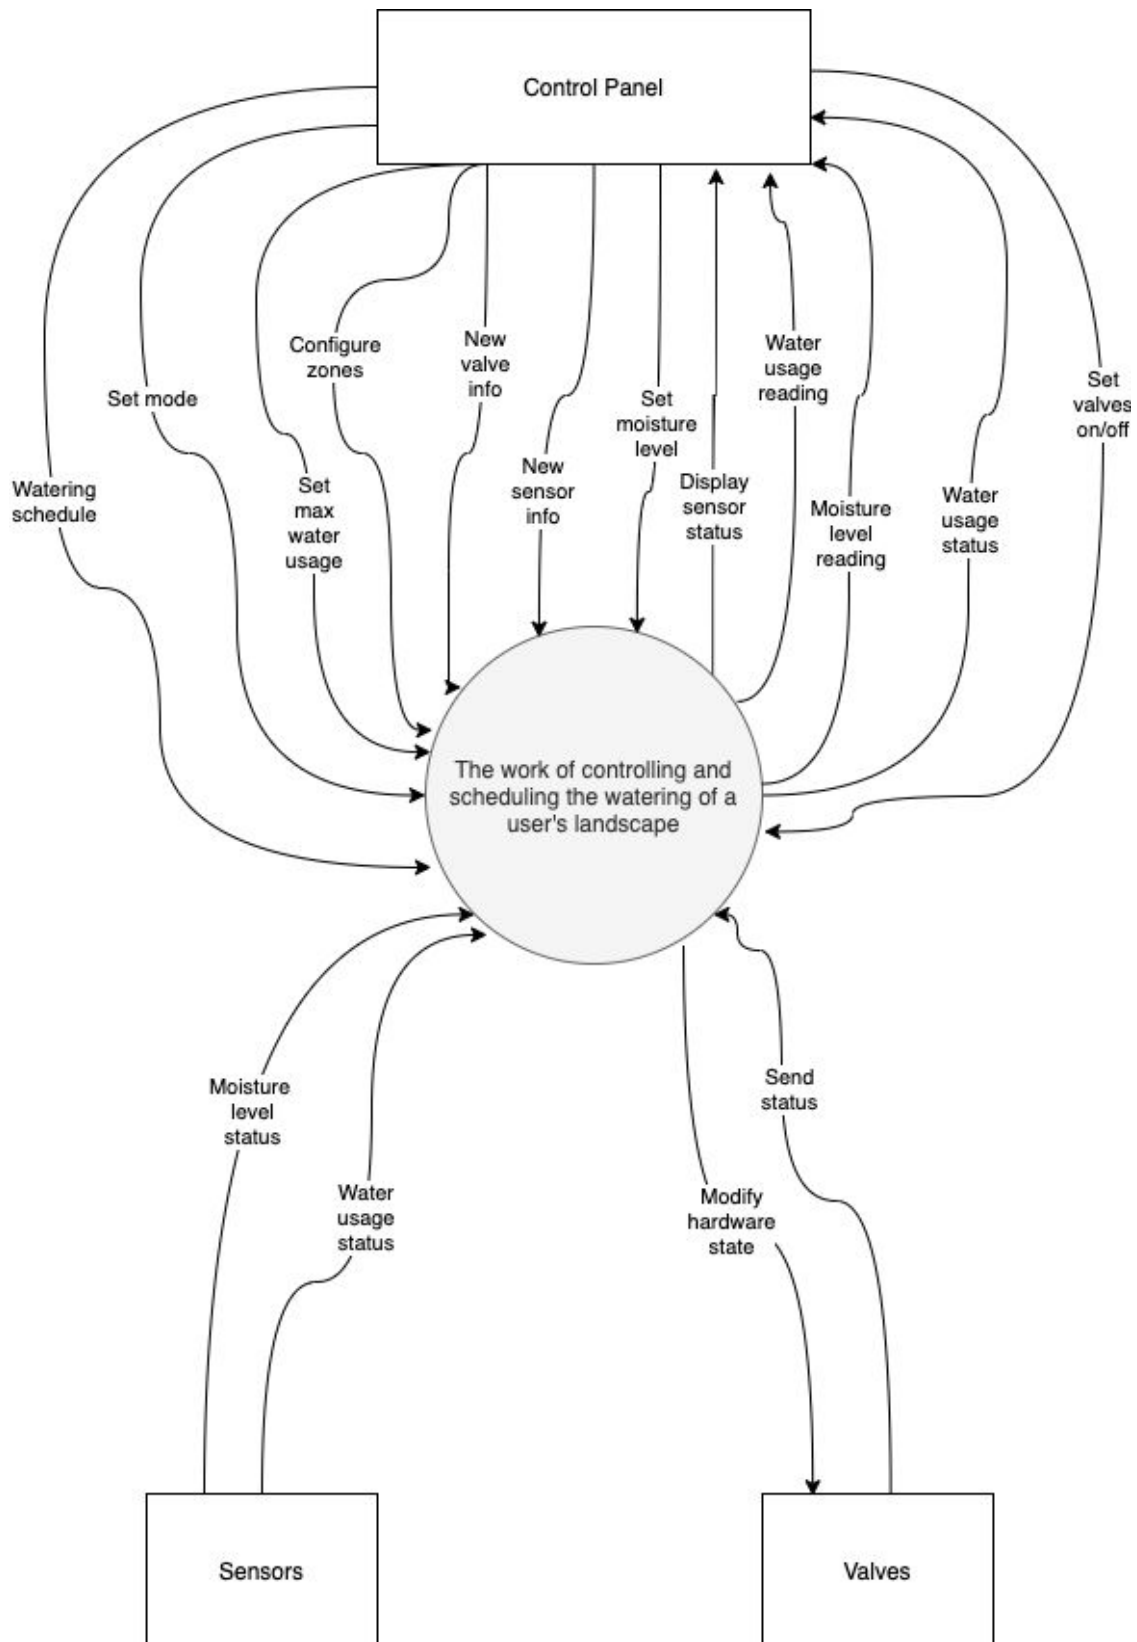 Control Panel
Configure
zones
New
valve
info
Water
usage
reading
Set mode
Set
moisture
level
Set
valves
on/off
Watering
schedule
Set
max
water
usage
New
sensor
info
Display
sensor
status
Moisture
level
reading
Water
usage
status
The work of controlling and
scheduling the watering of a
user's landscape
Moisture
level
status
Water
usage
status
Send
status
Modify
hardware
state
Sensors
Valves